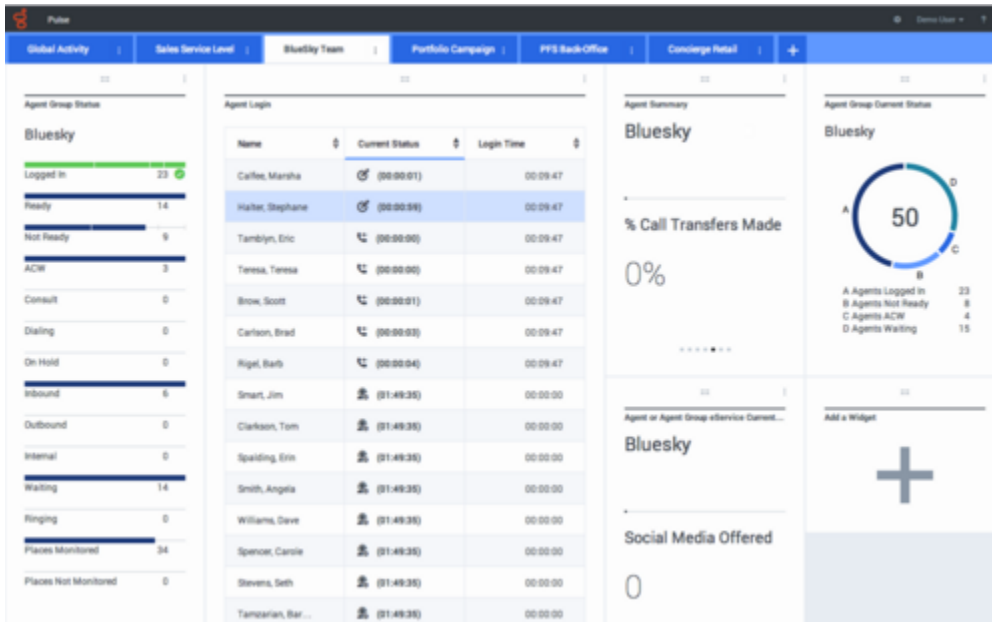 Pulse
Demo User
?
Global Activity
Sales Service Level
BlueSky Team
Portfolio Campaign
PFS Back-Office
Concierge Retail
+
Agent Group Status
Bluesky
Logged In 23
Ready 14
Not Ready 9
ACW 3
Consult 0
Dialing 0
On Hold 0
Inbound 6
Outbound 0
Internal 0
Waiting 14
Ringing 0
Places Monitored 34
Places Not Monitored 0
Agent Login
Name Current Status Login Time
Calfee, Marsha (00:00:01) 00:09:47
Halter, Stephane (00:00:59) 00:09:47
Tamblyn, Eric (00:00:00) 00:09:47
Teresa, Teresa (00:00:00) 00:09:47
Brow, Scott (00:00:01) 00:09:47
Carlson, Brad (00:00:03) 00:09:47
Rigel, Barb (00:00:04) 00:09:47
Smart, Jim (01:49:35) 00:00:00
Clarkson, Tom (01:49:35) 00:00:00
Spalding, Erin (01:49:35) 00:00:00
Smith, Angela (01:49:35) 00:00:00
Williams, Dave (01:49:35) 00:00:00
Spencer, Carole (01:49:35) 00:00:00
Stevens, Seth (01:49:35) 00:00:00
Tamzarian, Bar... (01:49:35) 00:00:00
Agent Summary
Bluesky
% Call Transfers Made
0%
Agent Group Current Status
Bluesky
A
B
C
D
50
A Agents Logged In 23
B Agents Not Ready 8
C Agents ACW 4
D Agents Waiting 15
Agent or Agent Group eService Current...
Bluesky
Social Media Offered
0
Add a Widget